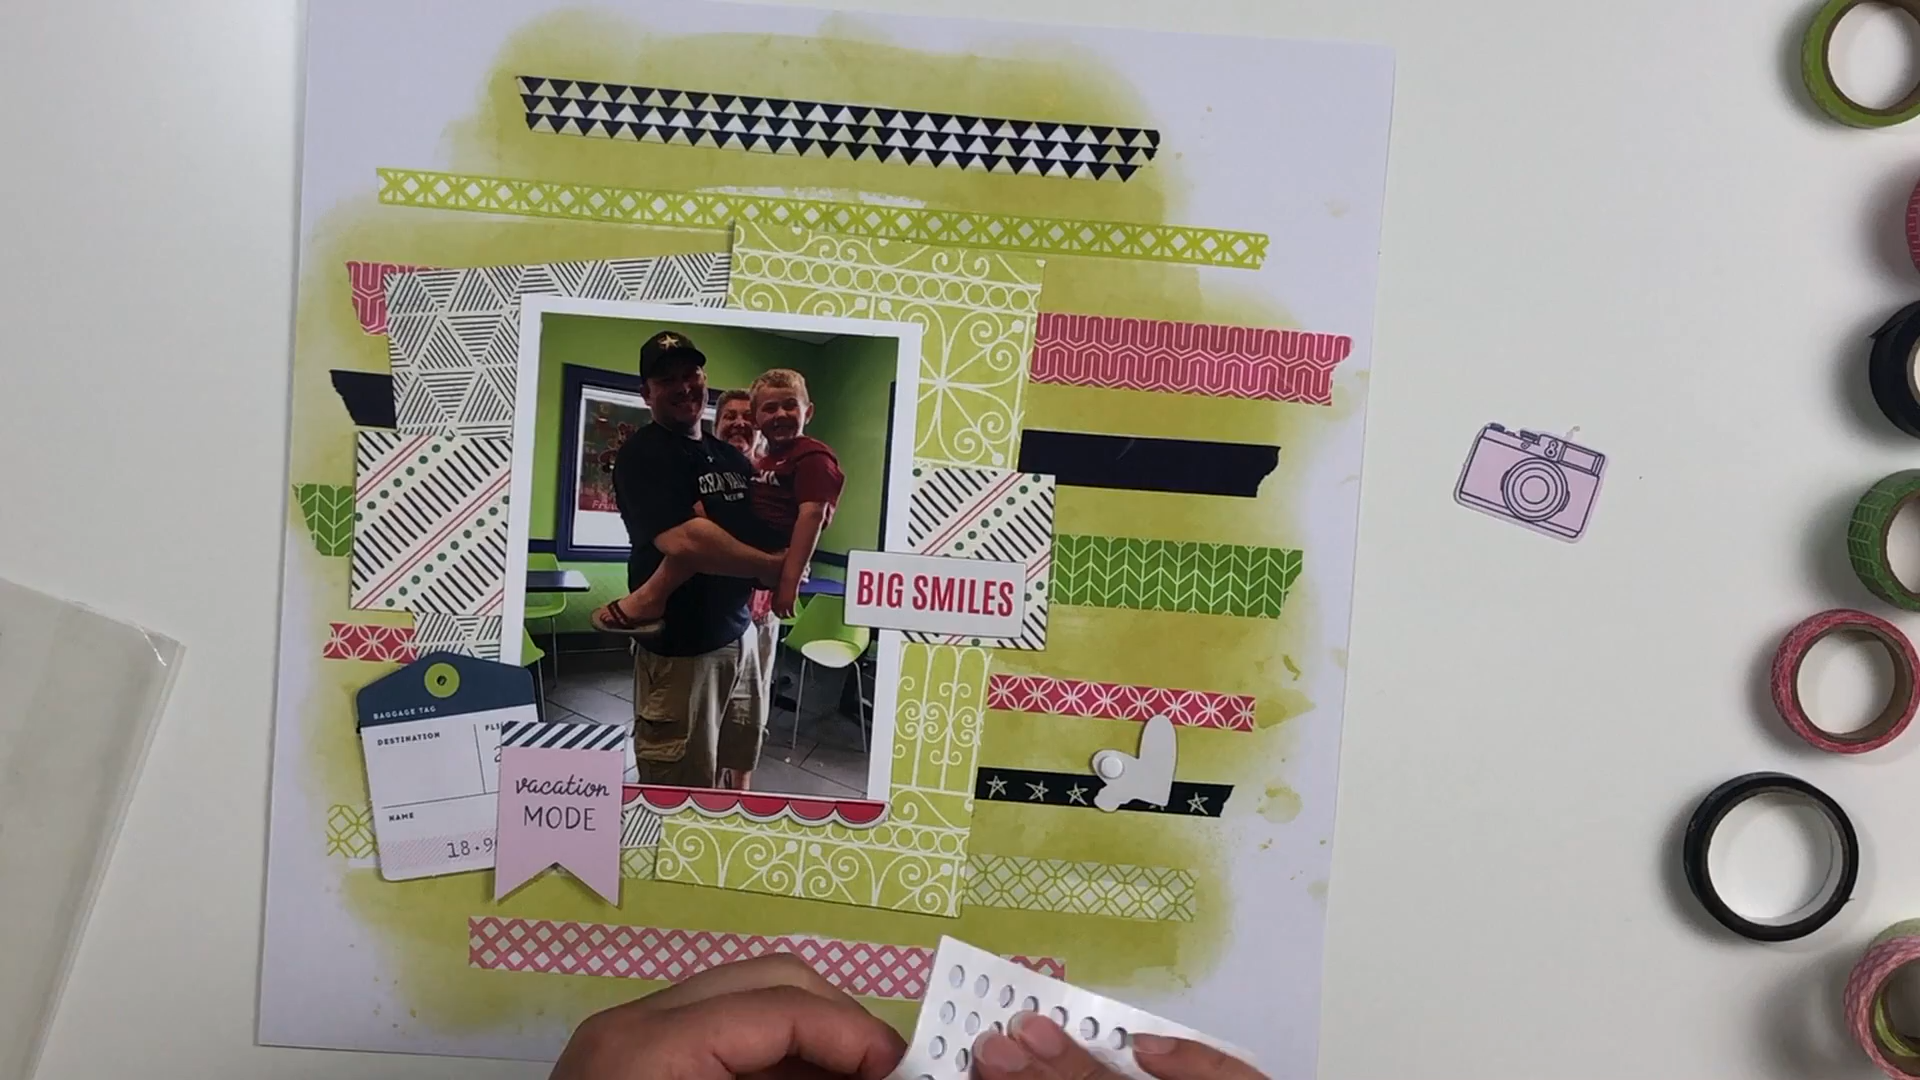 BIG SMILES
BAGGAGE TAG
DESTINATION
NAME
18.9
vacation
MODE